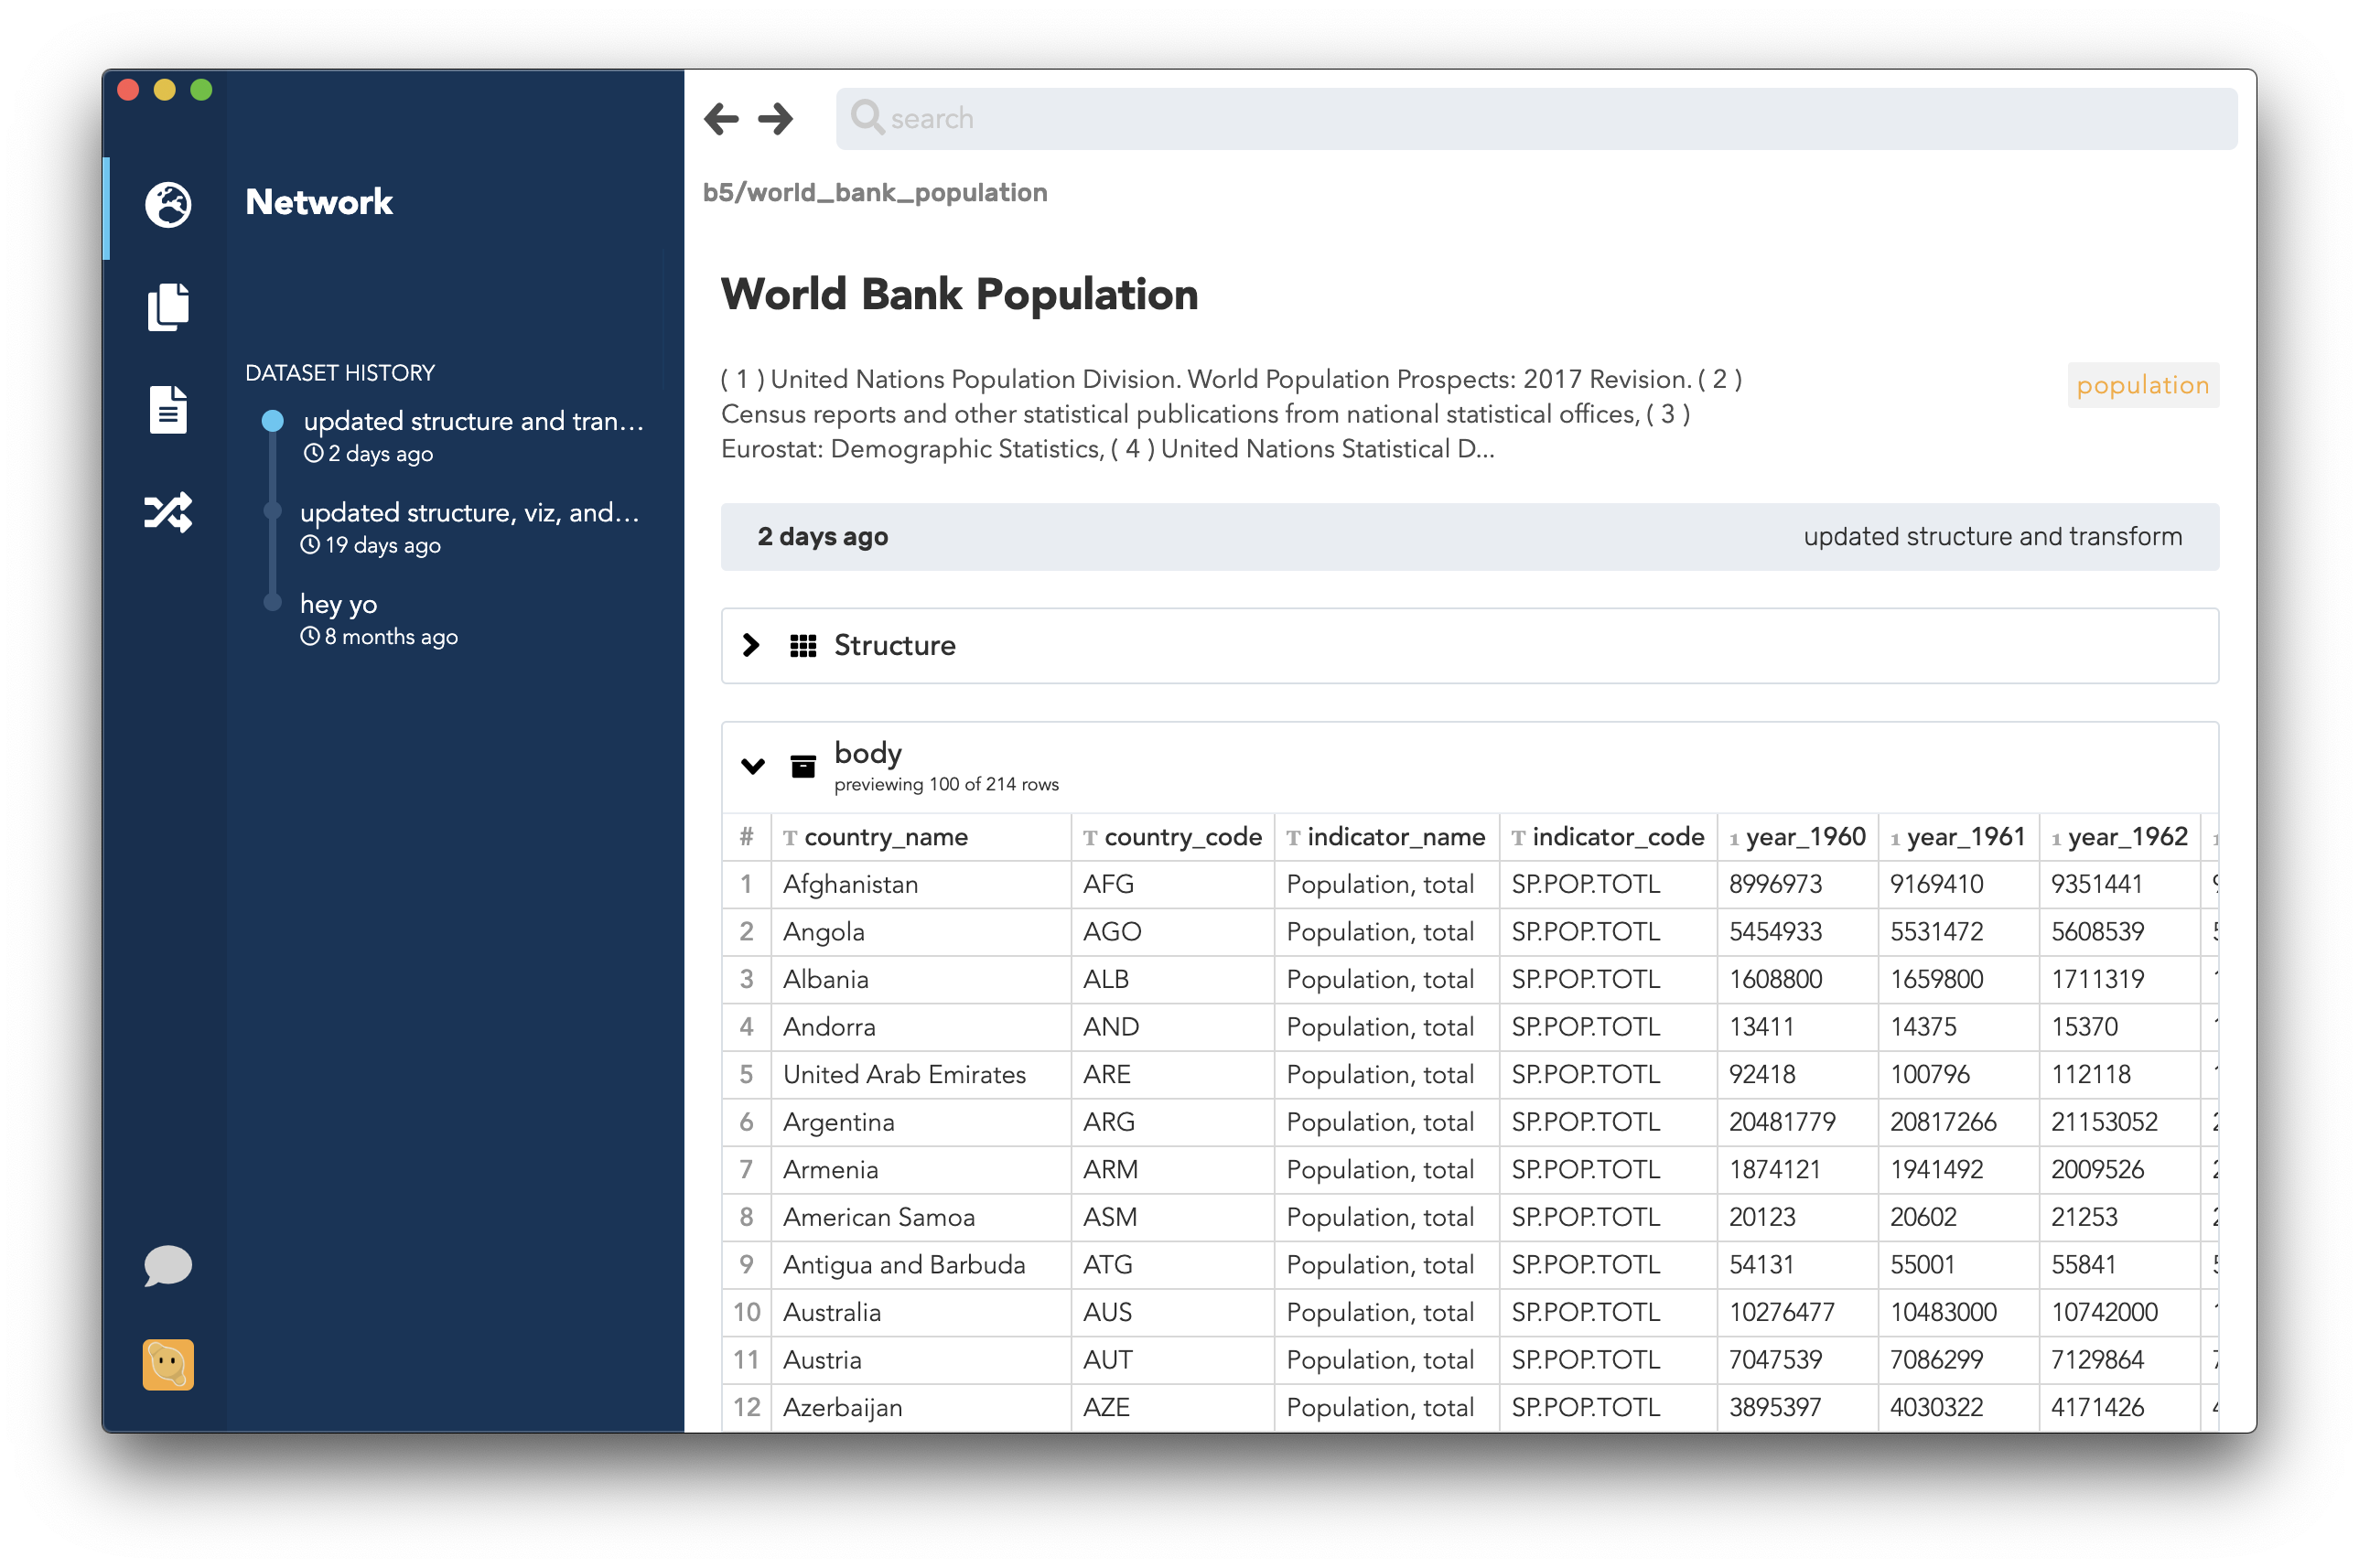 Network
DATASET HISTORY
updated structure and tran...
2 days ago
updated structure, viz, and...
19 days ago
hey yo
8 months ago
search
b5/world_bank_population
World Bank Population
( 1 ) United Nations Population Division. World Population Prospects: 2017 Revision. ( 2 )
Census reports and other statistical publications from national statistical offices, ( 3 )
Eurostat: Demographic Statistics, ( 4 ) United Nations Statistical D...
population
2 days ago updated structure and transform
Structure
body
previewing 100 of 214 rows
# T country_name T country_code T indicator_name T indicator_code 1 year_1960 1 year_1961 1 year_1962
1 Afghanistan AFG Population, total SP.POP.TOTL 8996973 9169410 9351441
2 Angola AGO Population, total SP.POP.TOTL 5454933 5531472 5608539
3 Albania ALB Population, total SP.POP.TOTL 1608800 1659800 1711319
4 Andorra AND Population, total SP.POP.TOTL 13411 14375 15370
5 United Arab Emirates ARE Population, total SP.POP.TOTL 92418 100796 112118
6 Argentina ARG Population, total SP.POP.TOTL 20481779 20817266 21153052
7 Armenia ARM Population, total SP.POP.TOTL 1874121 1941492 2009526
8 American Samoa ASM Population, total SP.POP.TOTL 20123 20602 21253
9 Antigua and Barbuda ATG Population, total SP.POP.TOTL 54131 55001 55841
10 Australia AUS Population, total SP.POP.TOTL 10276477 10483000 10742000
11 Austria AUT Population, total SP.POP.TOTL 7047539 7086299 7129864
12 Azerbaijan AZE Population, total SP.POP.TOTL 3895397 4030322 4171426